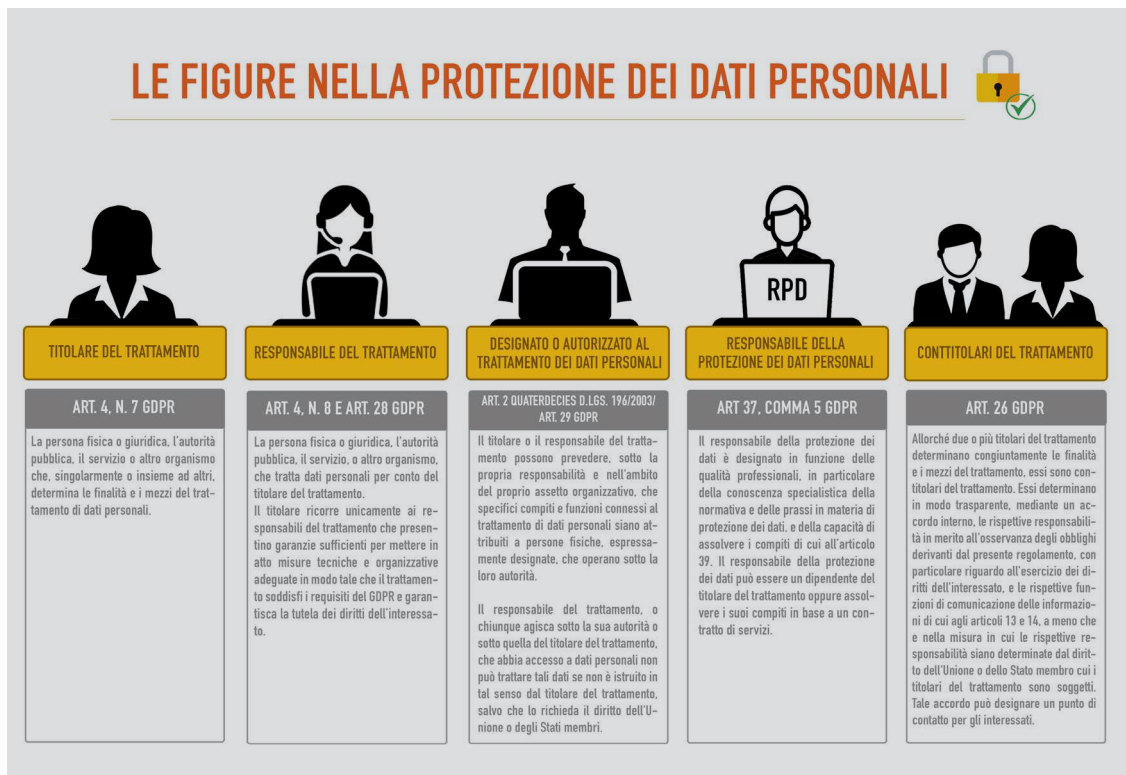 LE FIGURE NELLA PROTEZIONE DEI DATI PERSONALI
TITOLARE DEL TRATTAMENTO
ART. 4, N. 7 GDPR
La persona fisica o giuridica, l'autorità
pubblica, il servizio o altro organismo
che, singolarmente o insieme ad altri,
determina le finalità e i mezzi del trat-
tamento di dati personali.
RESPONSABILE DEL TRATTAMENTO
ART. 4, N. 8 E ART. 28 GDPR
La persona fisica o giuridica, l'autorità
pubblica, il servizio, o altro organismo,
che tratta dati personali per conto del
titolare del trattamento.
Il titolare ricorre unicamente ai re-
sponsabili del trattamento che presen-
tino garanzie sufficienti per mettere in
atto misure tecniche e organizzative
adeguate in modo tale che il trattamen-
to soddisfi i requisiti del GDPR e garan-
tisca la tutela dei diritti dell'interessa-
to.
DESIGNATO O AUTORIZZATO AL
TRATTAMENTO DEI DATI PERSONALI
ART. 2 QUATERDECIES D.LGS. 196/2003/
ART. 29 GDPR
Il titolare o il responsabile del tratta-
mento possono prevedere, sotto la
propria responsabilità e nell'ambito
del proprio assetto organizzativo, che
specifici compiti e funzioni connessi al
trattamento di dati personali siano at-
tribuiti a persone fisiche, espressa-
mente designate, che operano sotto la
loro autorità.
Il responsabile del trattamento, o
chiunque agisca sotto la sua autorità o
sotto quella del titolare del trattamento,
che abbia accesso a dati personali non
può trattare tali dati se non è istruito in
tal senso dal titolare del trattamento,
salvo che lo richieda il diritto dell'U-
nione o degli Stati membri.
RPD
RESPONSABILE DELLA
PROTEZIONE DEI DATI PERSONALI
ART 37, COMMA 5 GDPR
Il responsabile della protezione dei
dati è designato in funzione delle
qualità professionali, in particolare
della conoscenza specialistica della
normativa e delle prassi in materia di
protezione dei dati, e della capacità di
assolvere i compiti di cui all'articolo
39. Il responsabile della protezione
dei dati può essere un dipendente del
titolare del trattamento oppure assol-
vere i suoi compiti in base a un con-
tratto di servizi.
CONTTITOLARI DEL TRATTAMENTO
ART. 26 GDPR
Allorché due o più titolari del trattamento
determinano congiuntamente le finalità
e i mezzi del trattamento, essi sono con-
titolari del trattamento. Essi determinano
in modo trasparente, mediante un ac-
cordo interno, le rispettive responsabili-
tà in merito all'osservanza degli obblighi
derivanti dal presente regolamento, con
particolare riguardo all'esercizio dei di-
ritti dell'interessato, e le rispettive fun-
zioni di comunicazione delle informazio-
ni di cui agli articoli 13 e 14, a meno che
e nella misura in cui le rispettive re-
sponsabilità siano determinate dal dirit-
to dell'Unione o dello Stato membro cui i
titolari del trattamento sono soggetti.
Tale accordo può designare un punto di
contatto per gli interessati.